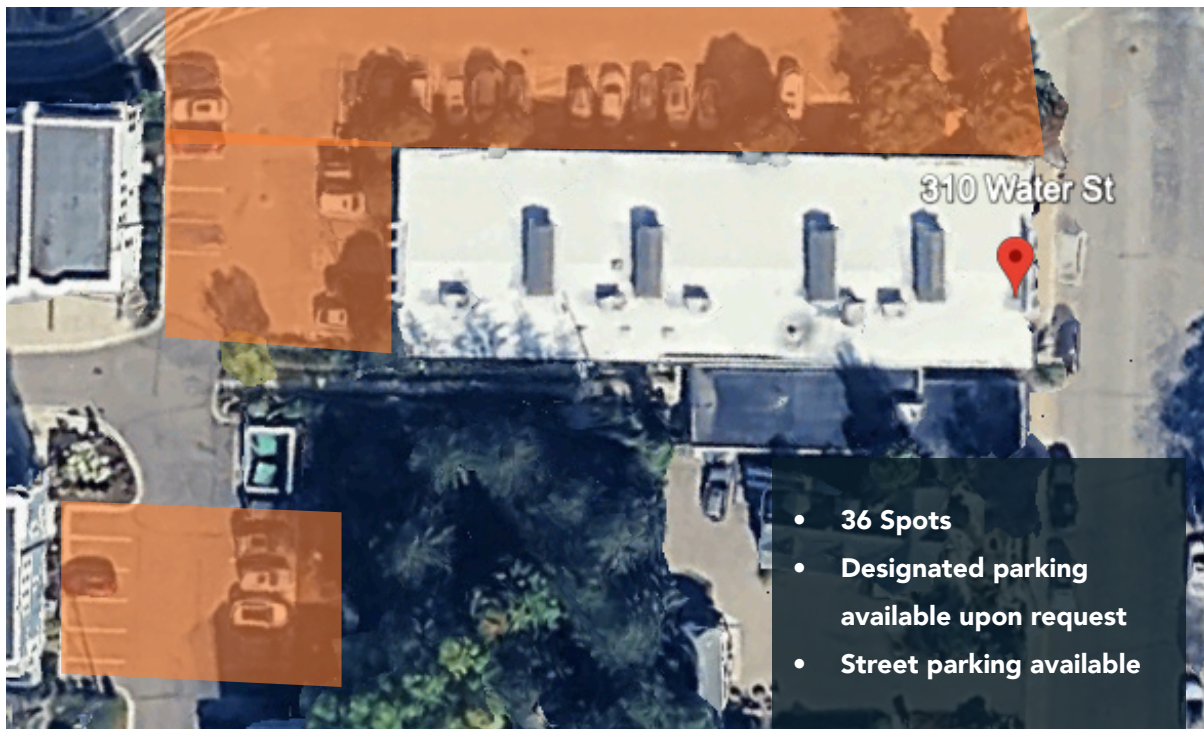 310 Water St
• 36 Spots
• Designated parking
available upon request
• Street parking available